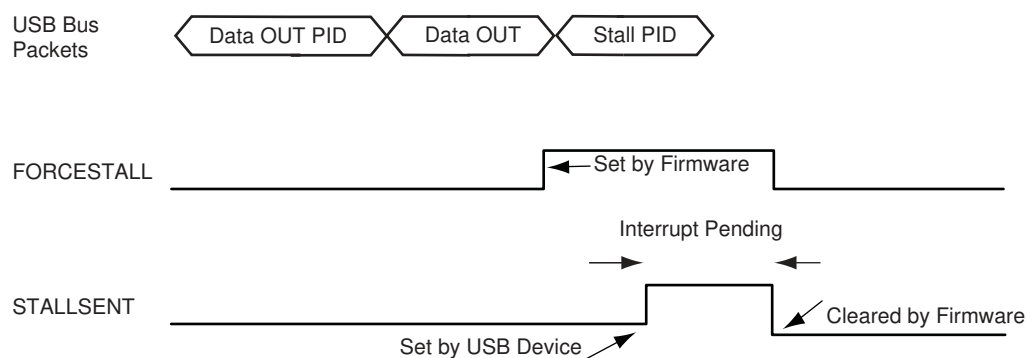 USB Bus
Packets
Data OUT PID
Data OUT
Stall PID
FORCESTALL
Set by Firmware
Interrupt Pending
STALLSENT
Cleared by Firmware
Set by USB Device